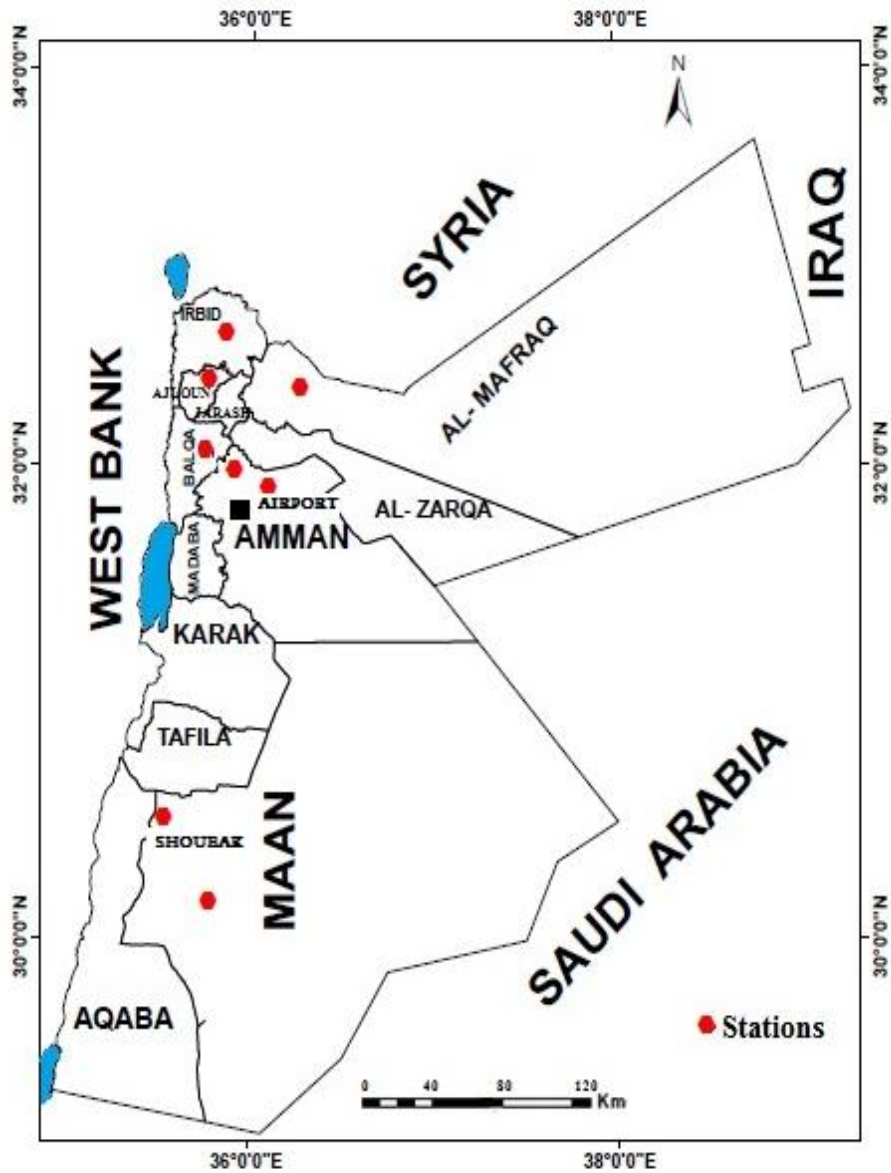 36°0'0"E
38°0'0"E
34°0'0"N
34°0'0"N
N
SYRIA
IRAQ
IRBID
AJLOUN
JARASH
AL- MAFRAQ
WEST BANK
BALQA
32°0'0"N
32°0'0"N
AIRPORT
AL- ZARQA
AMMAN
MADABA
KARAK
TAFILA
SHOUBAK
MAAN
SAUDI ARABIA
30°0'0"N
30°0'0"N
AQABA
Stations
0 40 80 120
Km
36°0'0"E
38°0'0"E